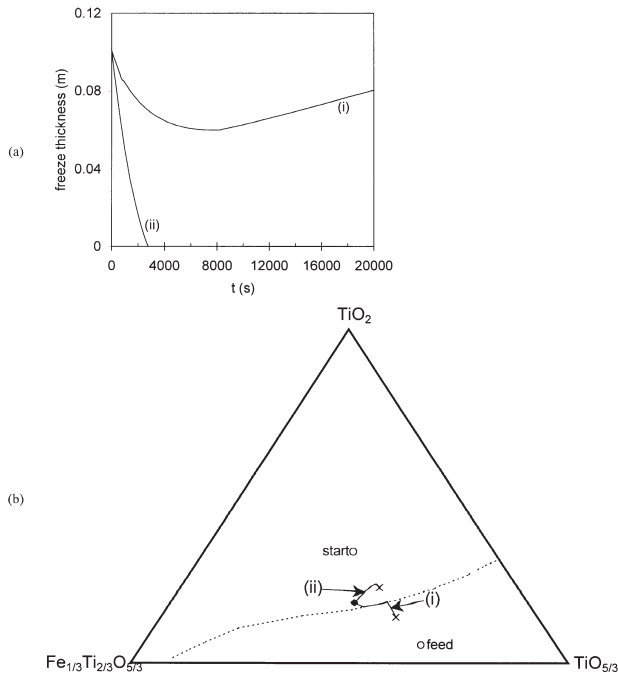 0.12
0.08
0.04
0
freeze thickness (m)
(a)
(i)
(ii)
0 4000 8000 12000 16000 20000
t (s)
TiO₂
(b)
start
(ii)
(i)
feed
Fe₁/₃Ti₂/₃O₅/₃
TiO₅/₃